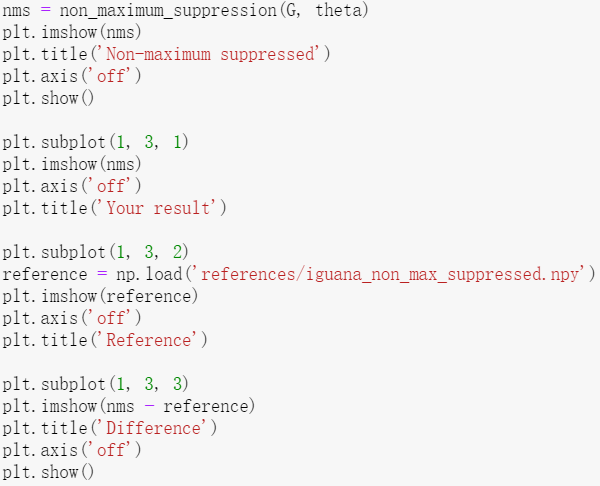 nms = non_maximum_suppression(G, theta)
plt.imshow(nms)
plt.title('Non-maximum suppressed')
plt.axis('off')
plt.show()
plt.subplot(1, 3, 1)
plt.imshow(nms)
plt.axis('off')
plt.title('Your result')
plt.subplot(1, 3, 2)
reference = np.load('references/iguana_non_max_suppressed.npy')
plt.imshow(reference)
plt.axis('off')
plt.title('Reference')
plt.subplot(1, 3, 3)
plt.imshow(nms - reference)
plt.title('Difference')
plt.axis('off')
plt.show()